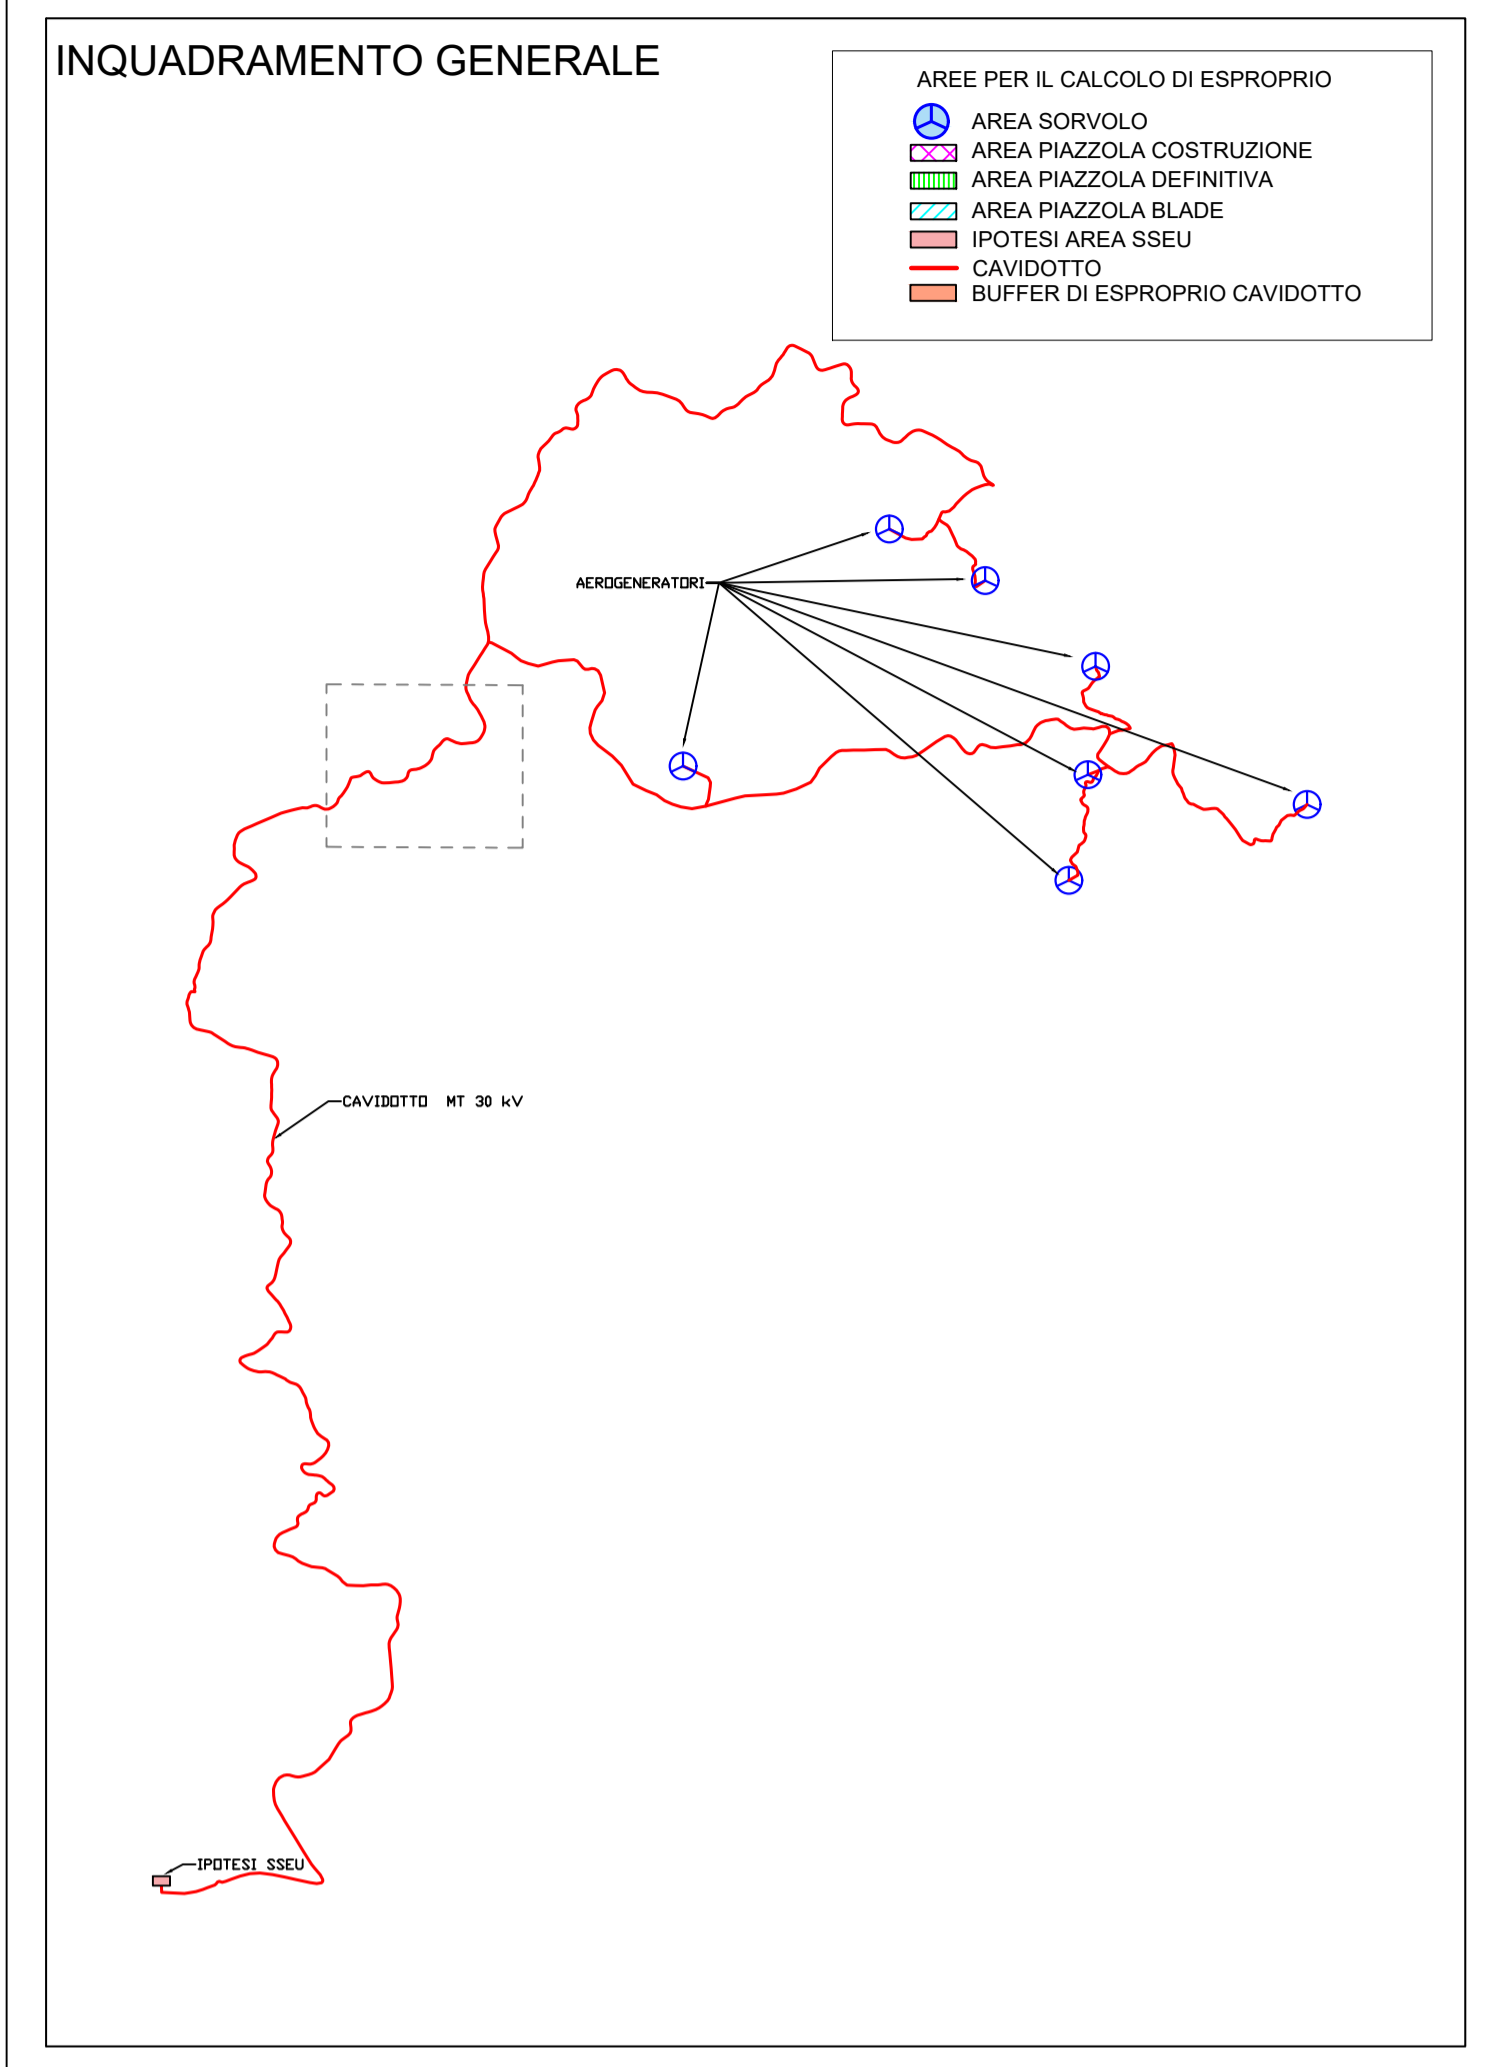 INQUADRAMENTO GENERALE
AREE PER IL CALCOLO DI ESPROPRIO
AREA SORVOLO
AREA PIAZZOLA COSTRUZIONE
AREA PIAZZOLA DEFINITIVA
AREA PIAZZOLA BLADE
IPOTESI AREA SSEU
CAVIDOTTO
BUFFER DI ESPROPRIO CAVIDOTTO
AEROGENERATORI
CAVIDOTTO MT 30 kV
IPOTESI SSEU